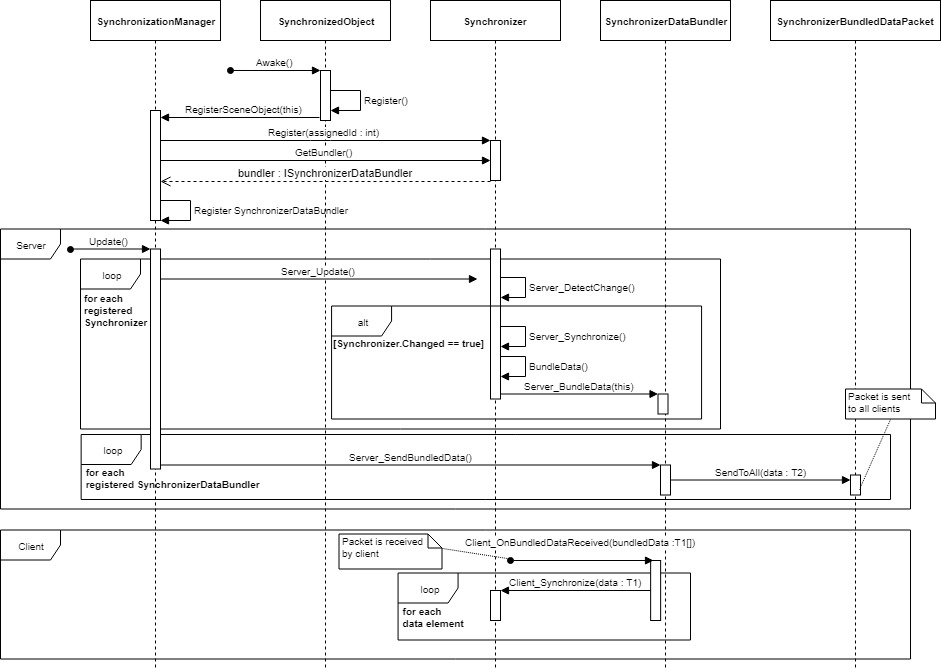 SynchronizationManager
SynchronizedObject
Synchronizer
SynchronizerDataBundler
SynchronizerBundledDataPacket
Awake()
Register()
RegisterSceneObject(this)
Register(assignedId : int)
GetBundler()
bundler : ISynchronizerDataBundler
Register SynchronizerDataBundler
Server
Update()
loop
Server_Update()
for each
registered
Synchronizer
Server_DetectChange()
alt
[Synchronizer.Changed == true]
Server_Synchronize()
BundleData()
Server_BundleData(this)
Packet is sent
to all clients
loop
Server_SendBundledData()
for each
registered SynchronizerDataBundler
SendToAll(data : T2)
Client
Packet is received
by client
Client_OnBundledDataReceived(bundledData :T1[])
loop
Client_Synchronize(data : T1)
for each
data element